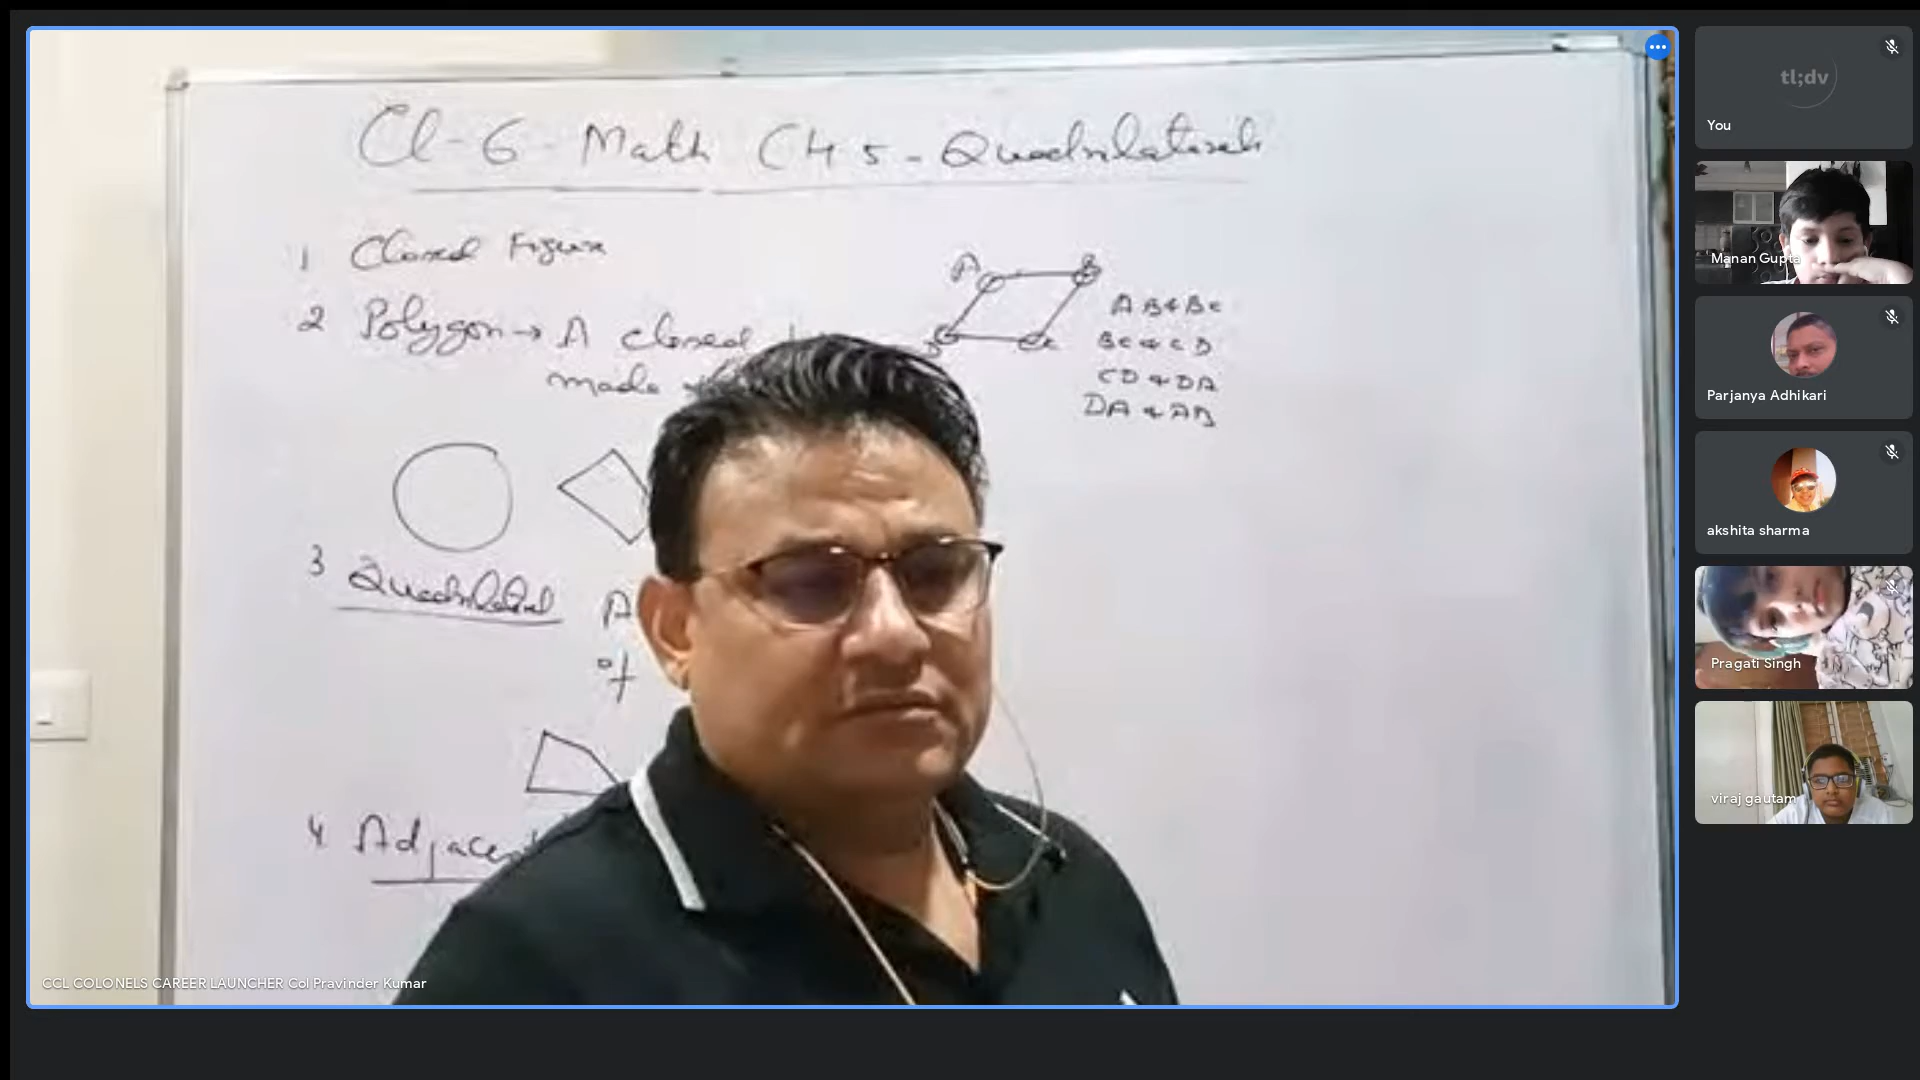 Cl-6 Math CH 5 - Quadrilaterals
1 Closed Figure
2 Polygon → A closed
made
A B
D C
AB & BC
BC & CD
CD & DA
DA & AB
3 Quadrilateral A
of
4 Adjacent
CCL COLONELS CAREER LAUNCHER Col Pravinder Kumar
tl;dv
You
Manan Gupta
Parjanya Adhikari
akshita sharma
Pragati Singh
viraj gautam